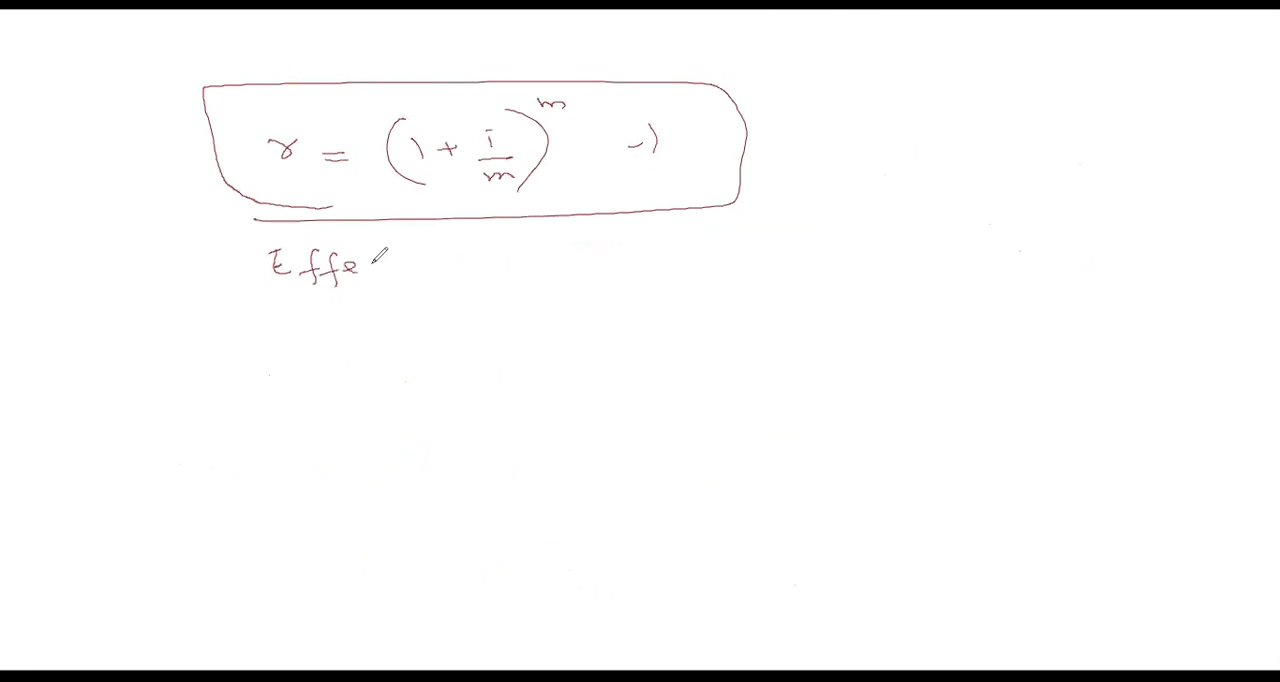 r = (1 + i/m)^m - 1
Effe